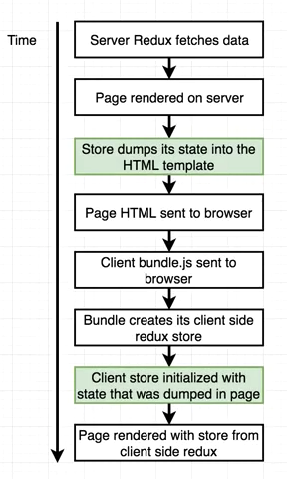 Time
Server Redux fetches data
Page rendered on server
Store dumps its state into the
HTML template
Page HTML sent to browser
Client bundle.js sent to
browser
Bundle creates its client side
redux store
Client store initialized with
state that was dumped in page
Page rendered with store from
client side redux